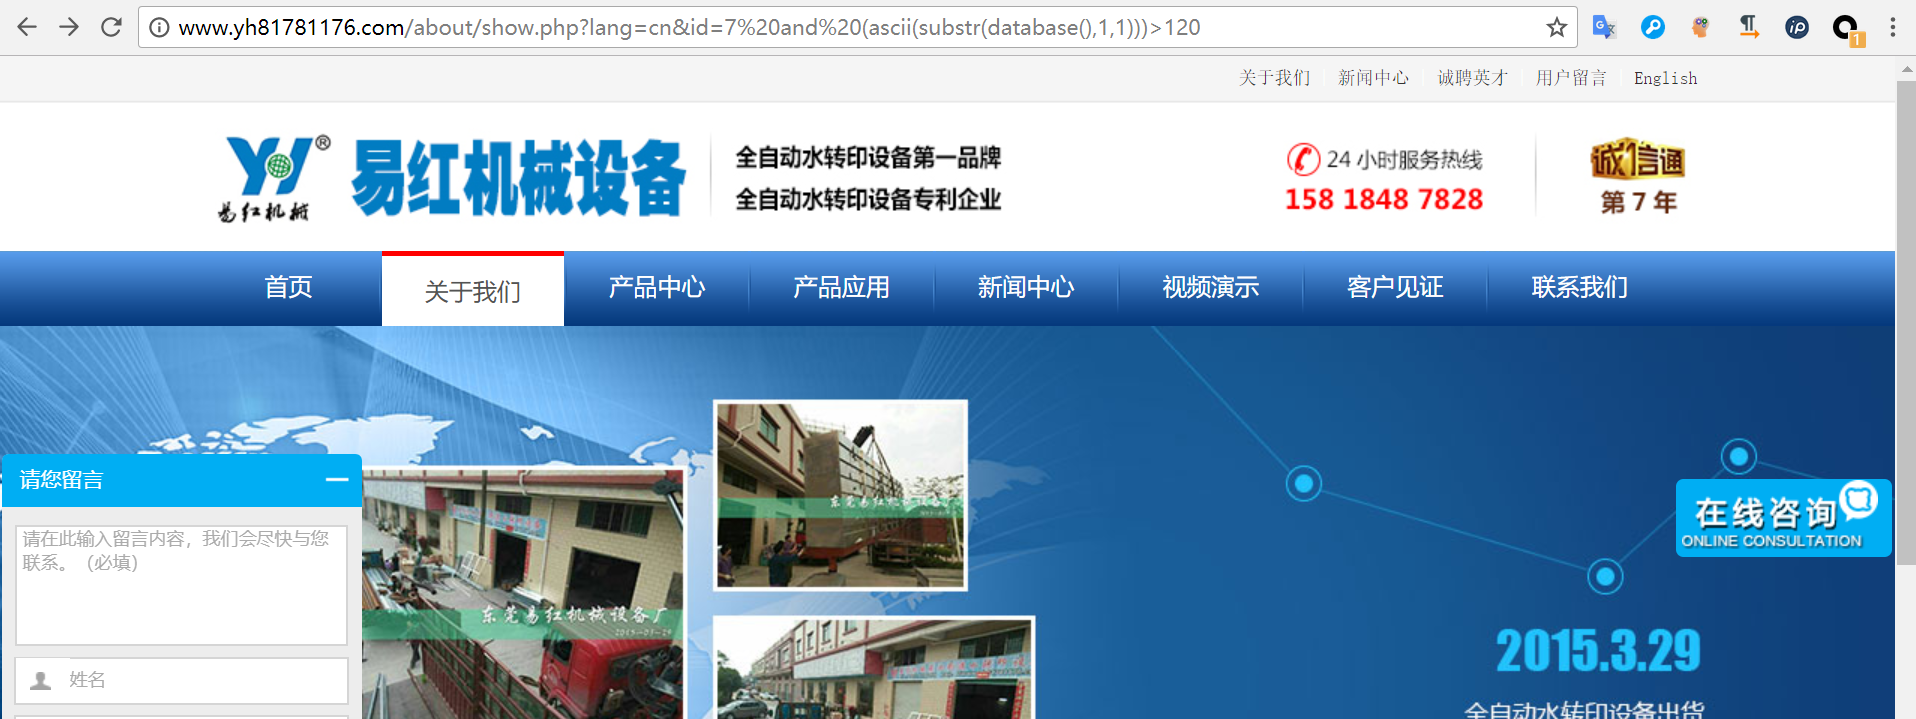 www.yh81781176.com/about/show.php?lang=cn&id=7%20and%20(ascii(substr(database(),1,1)))>120
1
关于我们 新闻中心 诚聘英才 用户留言 English
YH®
易红机械
易红机械设备
全自动水转印设备第一品牌
全自动水转印设备专利企业
24 小时服务热线
158 1848 7828
诚信通
第 7 年
首页 关于我们 产品中心 产品应用 新闻中心 视频演示 客户见证 联系我们
请您留言
请在此输入留言内容，我们会尽快与您
联系。（必填）
姓名
东莞易红机械设备厂
2015-03-29
在线咨询
ONLINE CONSULTATION
2015.3.29
全自动水转印设备出货